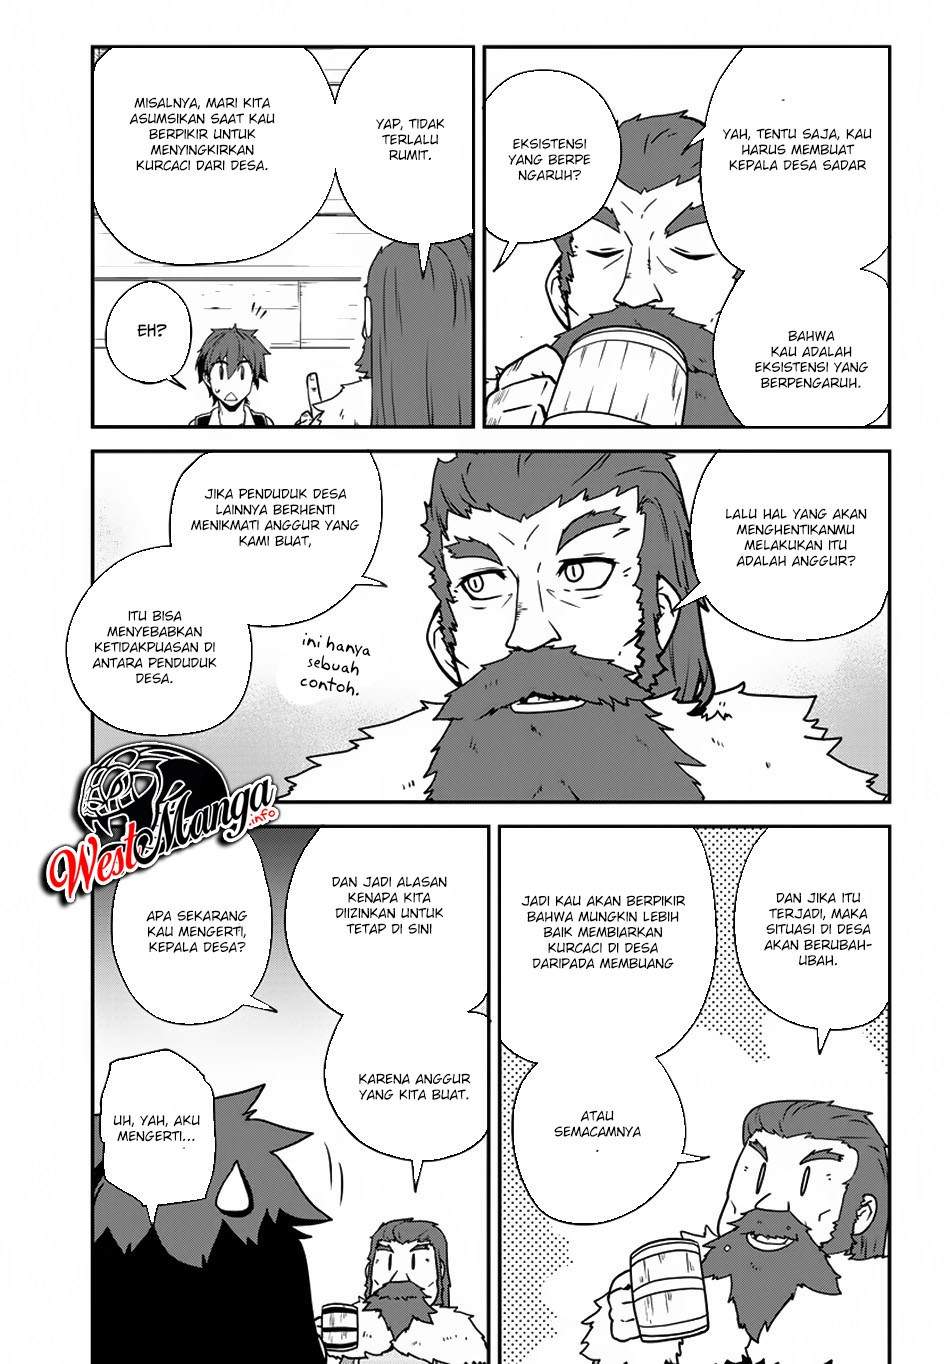 YAH, TENTU SAJA, KAU
HARUS MEMBUAT
KEPALA DESA SADAR
BAHWA
KAU ADALAH
EKSISTENSI YANG
BERPENGARUH.
EKSISTENSI
YANG BERPE
NGARUH?
YAP, TIDAK
TERLALU
RUMIT.
MISALNYA, MARI KITA
ASUMSIKAN SAAT KAU
BERPIKIR UNTUK
MENYINGKIRKAN
KURCACI DARI DESA.
EH?
LALU HAL YANG AKAN
MENGHENTIKANMU
MELAKUKAN ITU
ADALAH ANGGUR?
JIKA PENDUDUK DESA
LAINNYA BERHENTI
MENIKMATI ANGGUR YANG
KAMI BUAT,
ITU BISA
MENYEBABKAN
KETIDAKPUASAN DI
ANTARA PENDUDUK
DESA.
ini hanya
sebuah
contoh.
DAN JIKA ITU
TERJADI, MAKA
SITUASI DI DESA
AKAN BERUBAH-
UBAH.
JADI KAU AKAN BERPIKIR
BAHWA MUNGKIN LEBIH
BAIK MEMBIARKAN
KURCACI DI DESA
DARIPADA MEMBUANG
ATAU
SEMACAMNYA
DAN JADI ALASAN
KENAPA KITA
DIIZINKAN UNTUK
TETAP DI SINI
KARENA ANGGUR
YANG KITA BUAT.
APA SEKARANG
KAU MENGERTI,
KEPALA DESA?
UH, YAH, AKU
MENGERTI...
WestManga
.info